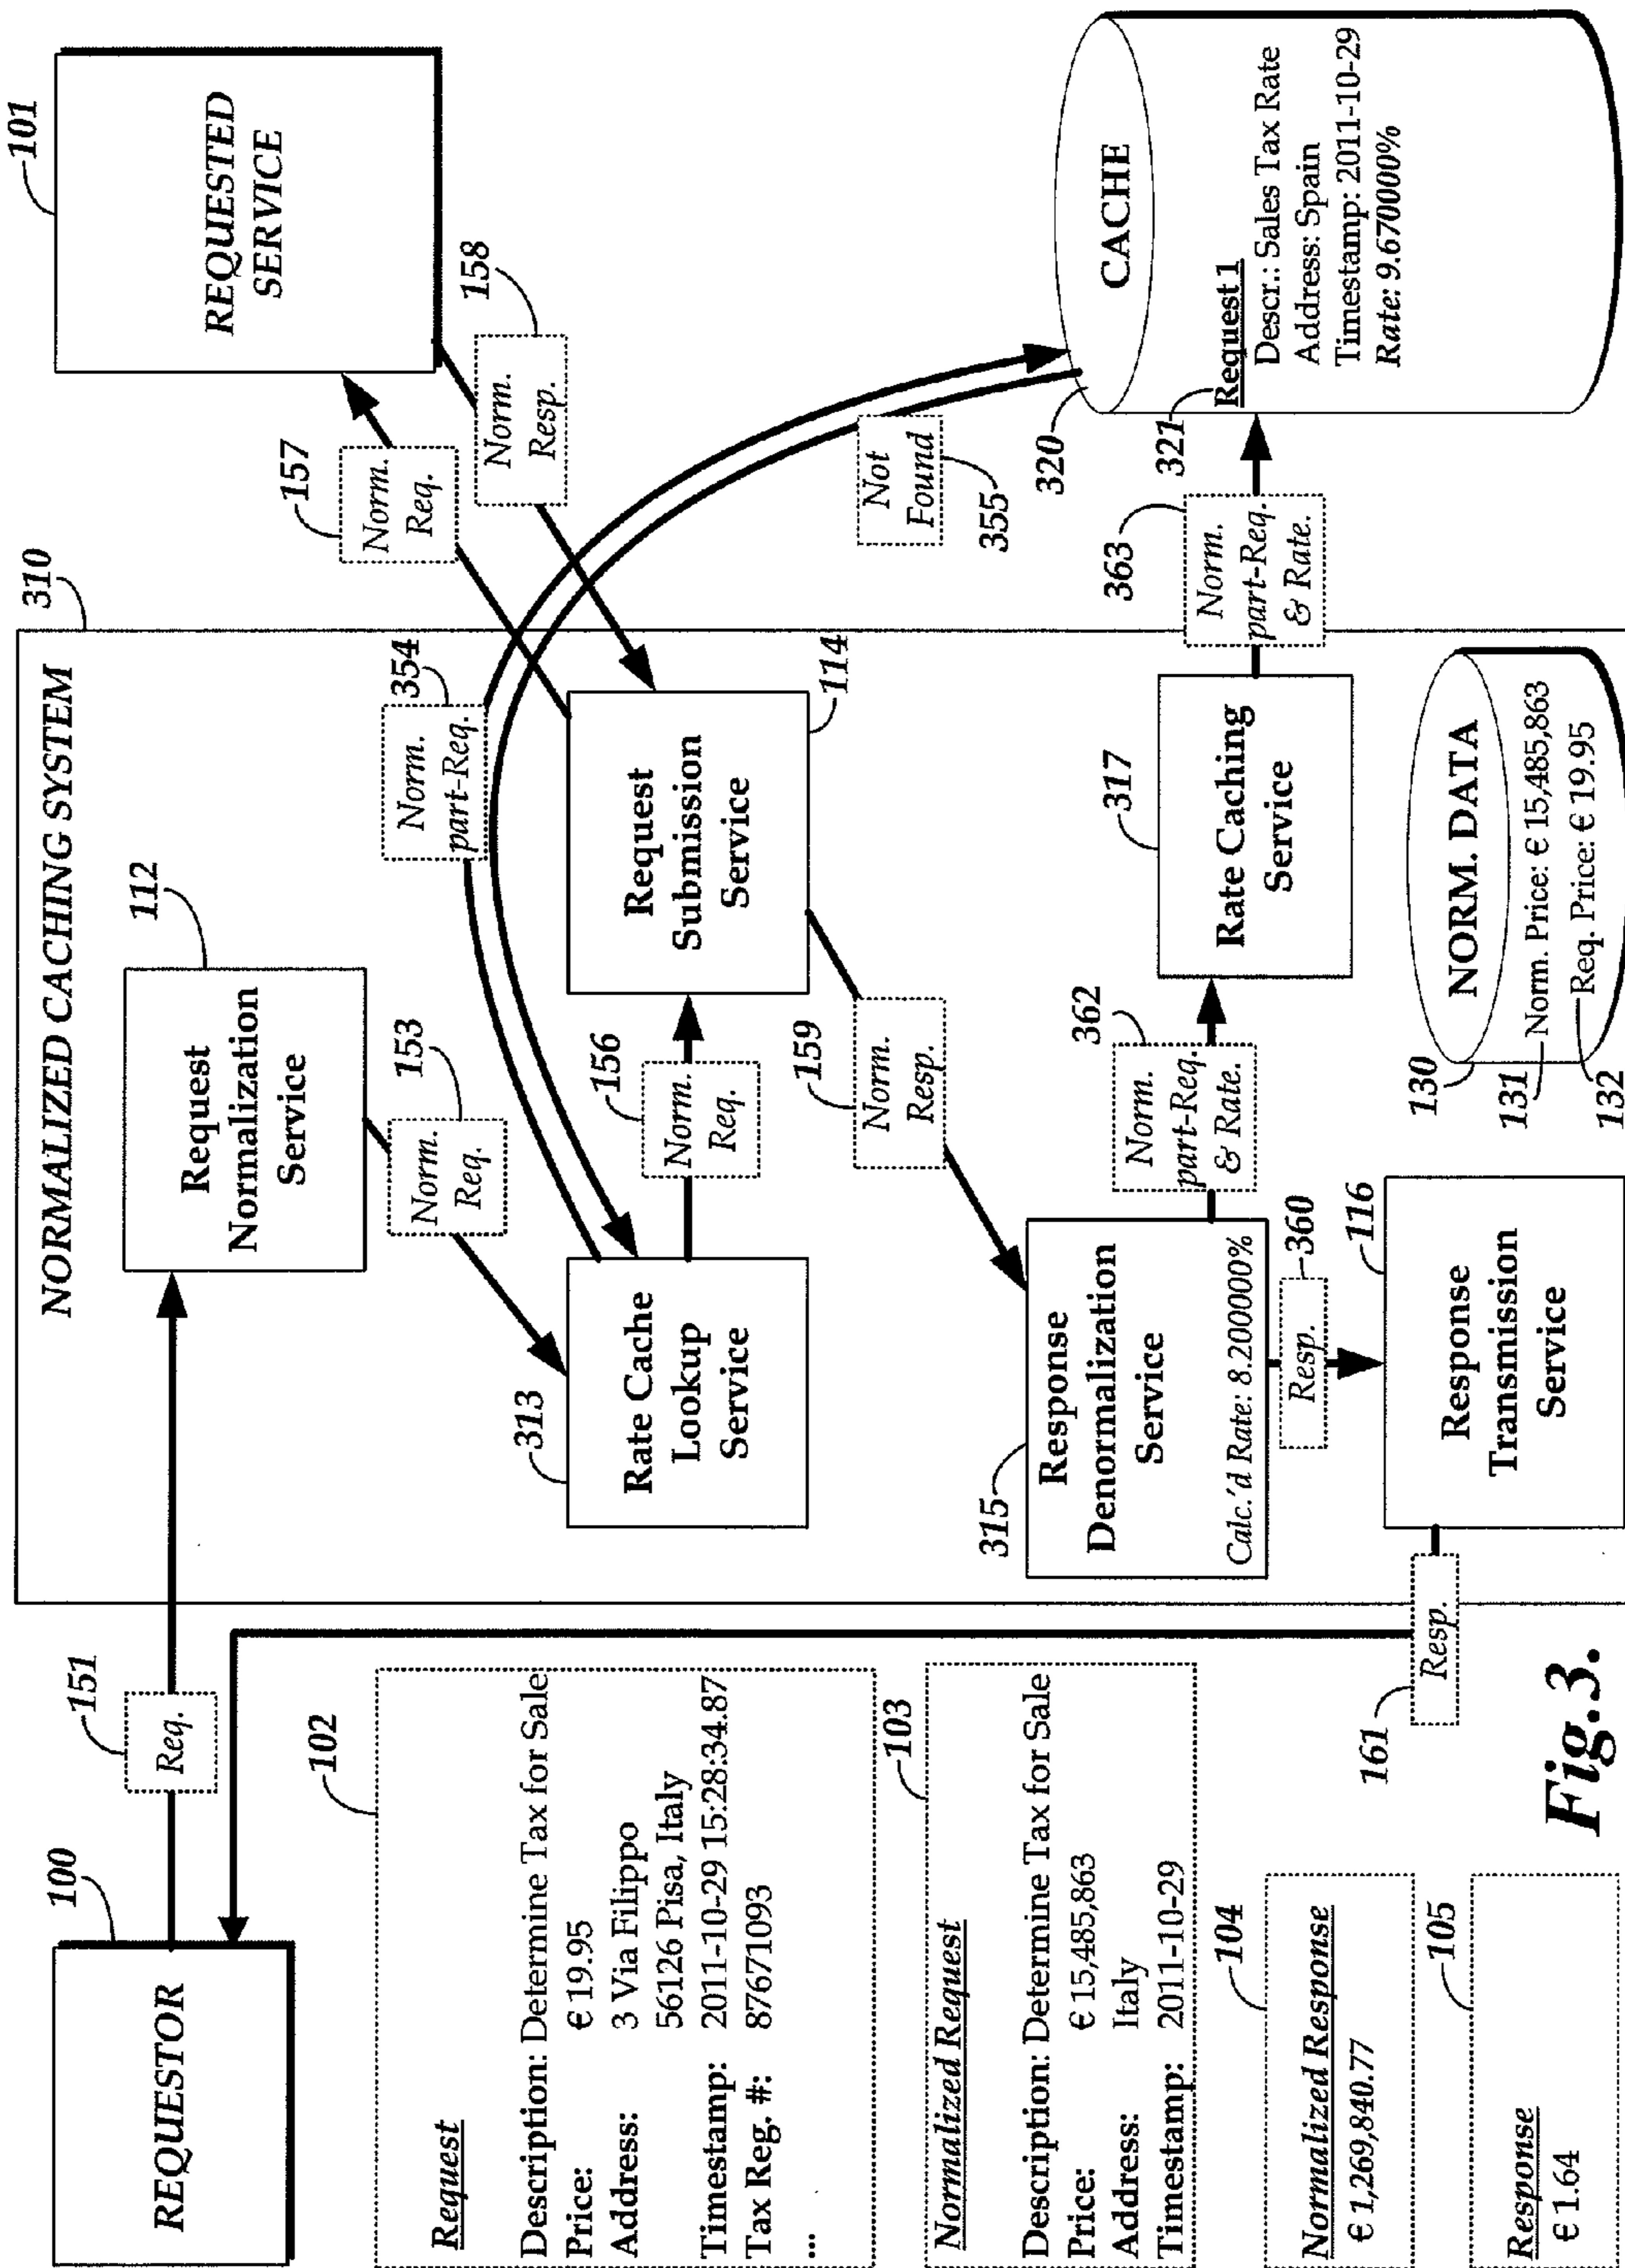 REQUESTOR
100
151
Req.
NORMALIZED CACHING SYSTEM
310
101
REQUESTED
SERVICE
Request
Normalization
Service
112
Norm.
Req.
153
Norm.
part-Req.
354
157
Norm.
Req.
158
Norm.
Resp.
102
Request
Description: Determine Tax for Sale
Price: € 19.95
Address: 3 Via Filippo
56126 Pisa, Italy
Timestamp: 2011-10-29 15:28:34.87
Tax Reg. #: 87671093
...
313
Rate Cache
Lookup
Service
156
Norm.
Req.
Request
Submission
Service
114
Not
Found
355
103
Normalized Request
Description: Determine Tax for Sale
Price: € 15,485,863
Address: Italy
Timestamp: 2011-10-29
159
Norm.
Resp.
320
CACHE
321
Request1
Descr.: Sales Tax Rate
Address: Spain
Timestamp: 2011-10-29
Rate: 9.670000%
315
Response
Denormalization
Service
Calc.'d Rate: 8.200000%
362
Norm.
part-Req.
& Rate.
317
Rate Caching
Service
363
Norm.
part-Req.
& Rate.
104
Normalized Response
€ 1,269,840.77
360
Resp.
116
Response
Transmission
Service
130
NORM. DATA
131
Norm. Price: € 15,485,863
Req. Price: € 19.95
132
105
Response
€ 1.64
161
Resp.
Fig.3.